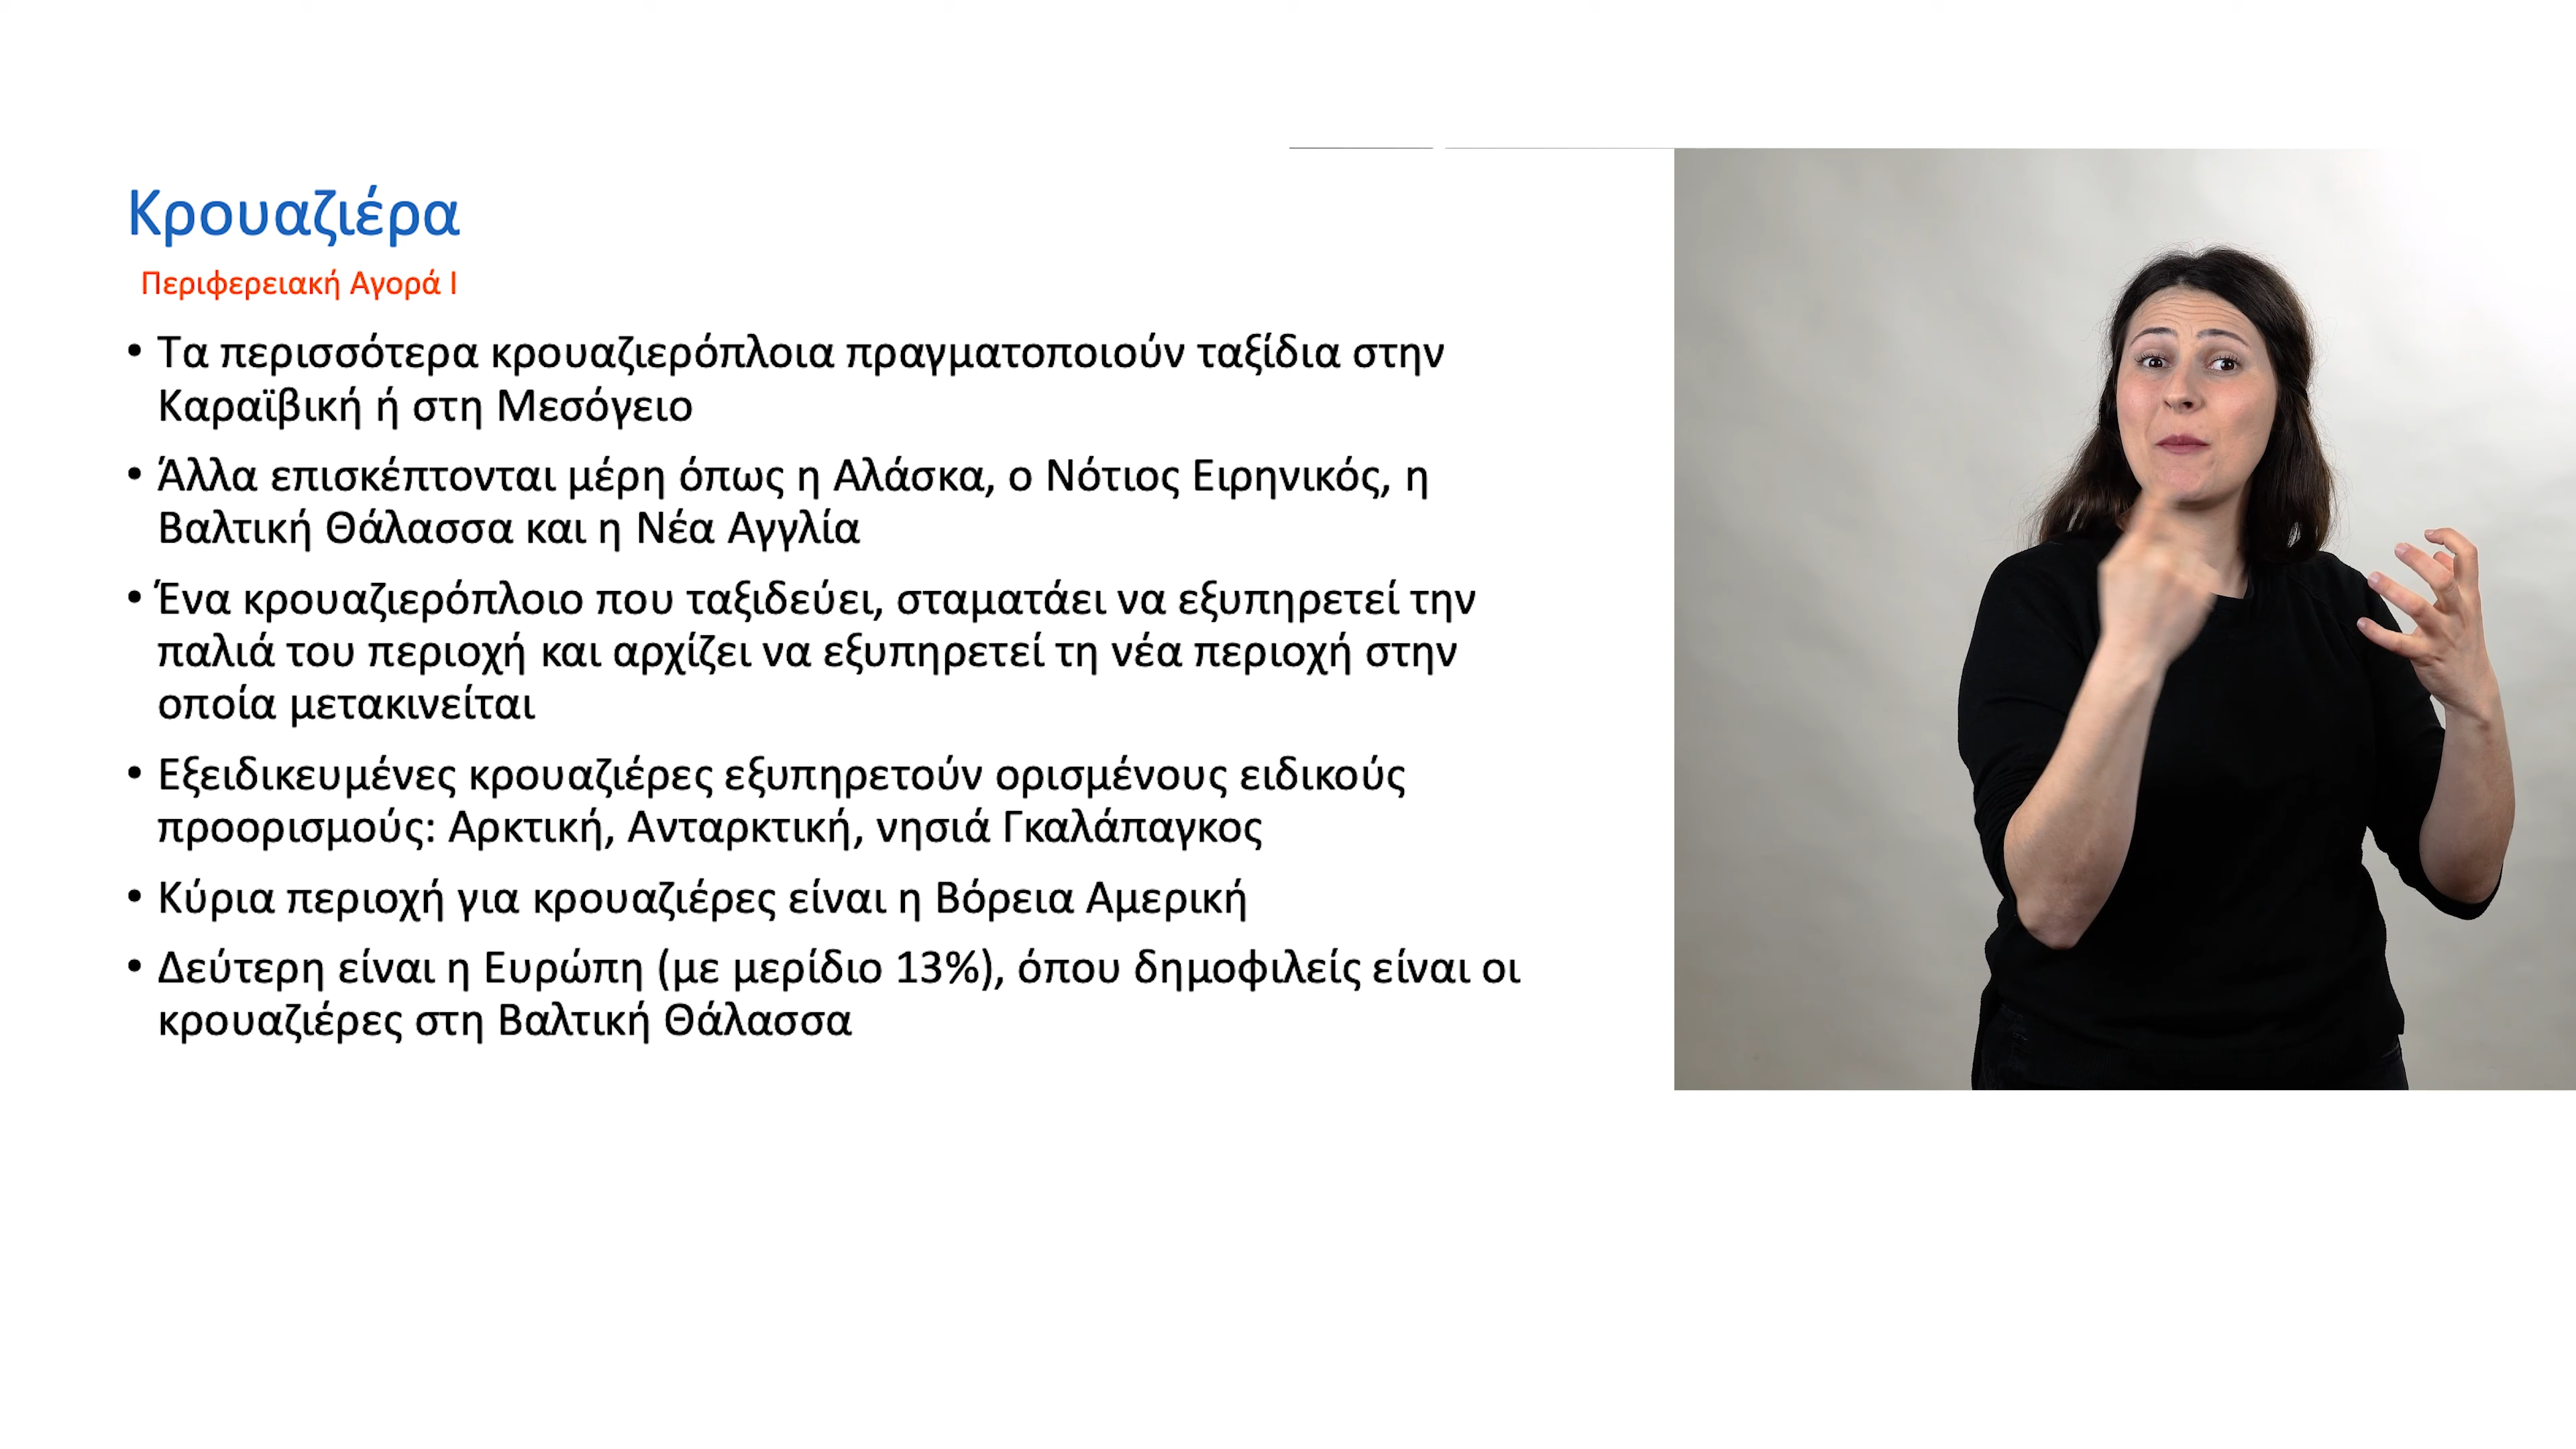 Κρουαζιέρα
Περιφερειακή Αγορά Ι
• Τα περισσότερα κρουαζιερόπλοια πραγματοποιούν ταξίδια στην
Καραϊβική ή στη Μεσόγειο
• Άλλα επισκέπτονται μέρη όπως η Αλάσκα, ο Νότιος Ειρηνικός, η
Βαλτική Θάλασσα και η Νέα Αγγλία
• Ένα κρουαζιερόπλοιο που ταξιδεύει, σταματάει να εξυπηρετεί την
παλιά του περιοχή και αρχίζει να εξυπηρετεί τη νέα περιοχή στην
οποία μετακινείται
• Εξειδικευμένες κρουαζιέρες εξυπηρετούν ορισμένους ειδικούς
προορισμούς: Αρκτική, Ανταρκτική, νησιά Γκαλάπαγκος
• Κύρια περιοχή για κρουαζιέρες είναι η Βόρεια Αμερική
• Δεύτερη είναι η Ευρώπη (με μερίδιο 13%), όπου δημοφιλείς είναι οι
κρουαζιέρες στη Βαλτική Θάλασσα